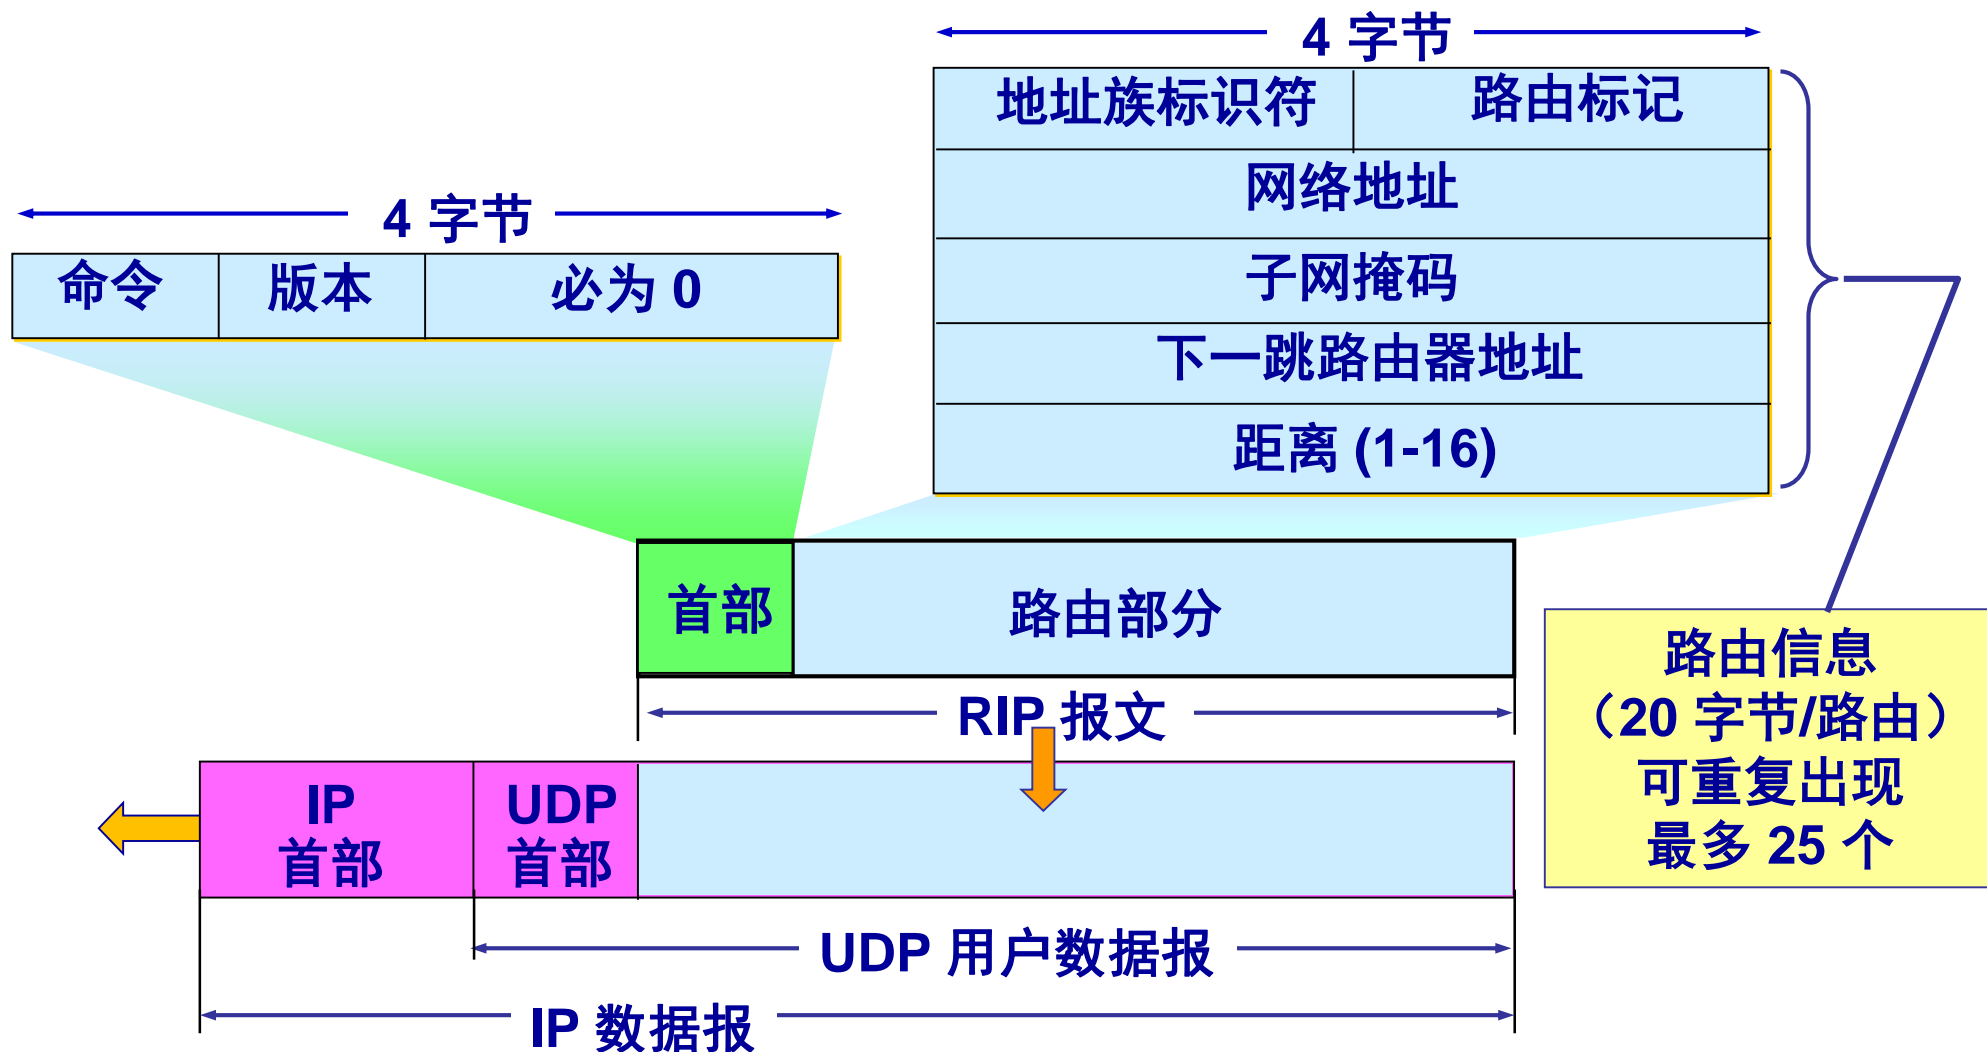 4 字节
地址族标识符 路由标记
网络地址
子网掩码
下一跳路由器地址
距离 (1-16)
4 字节
命令 版本 必为 0
首部 路由部分
RIP 报文
路由信息
（20 字节/路由）
可重复出现
最多 25 个
IP
首部
UDP
首部
UDP 用户数据报
IP 数据报